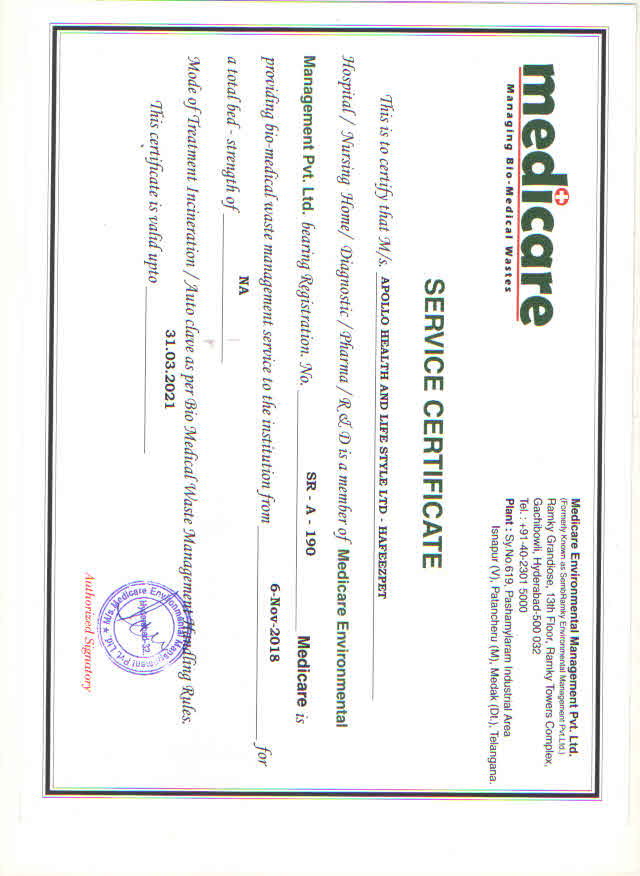 medicare
Managing Bio-Medical Wastes
Medicare Environmental Management Pvt. Ltd.
(Formerly Known as SembRamky Environmental Management Pvt.Ltd.)
Ramky Grandiose, 13th Floor, Ramky Towers Complex,
Gachibowli, Hyderabad-500 032
Tel. : +91-40-2301 5000
Plant : Sy.No.619, Pashamylaram Industrial Area
Isnapur (V), Patancheru (M), Medak (Dt.), Telangana.
SERVICE CERTIFICATE
This is to certify that M/s. APOLLO HEALTH AND LIFE STYLE LTD - HAFEEZPET
Hospital / Nursing Home/ Diagnostic / Pharma / R & D is a member of Medicare Environmental
Management Pvt. Ltd. bearing Registration. No. SR - A - 190 Medicare is
providing bio-medical waste management service to the institution from 6-Nov-2018 for
a total bed - strength of NA
Mode of Treatment Incineration / Auto clave as per Bio Medical Waste Management Handling Rules.
This certificate is valid upto 31.03.2021
M/s. Medicare Environmental Management Pvt. Ltd. ★
Hyderabad-32.
Authorized Signatory